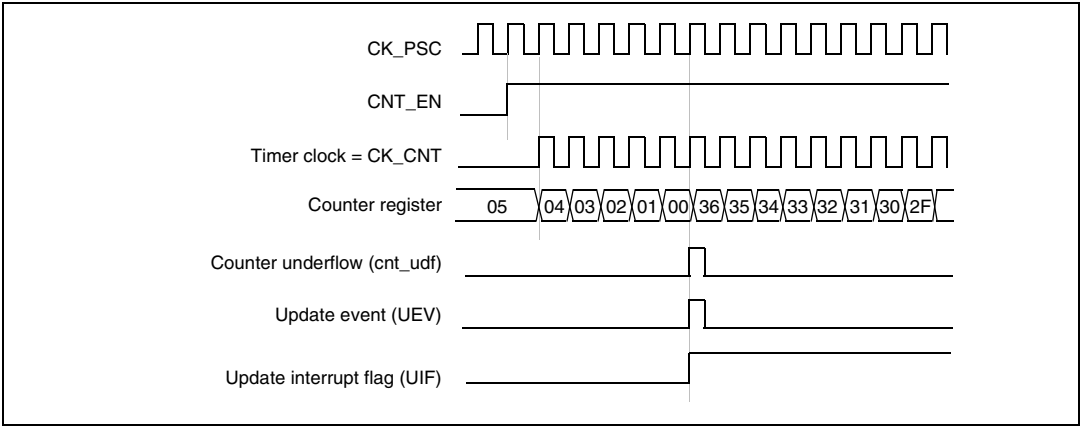 CK_PSC
CNT_EN
Timer clock = CK_CNT
Counter register 05 04 03 02 01 00 36 35 34 33 32 31 30 2F
Counter underflow (cnt_udf)
Update event (UEV)
Update interrupt flag (UIF)